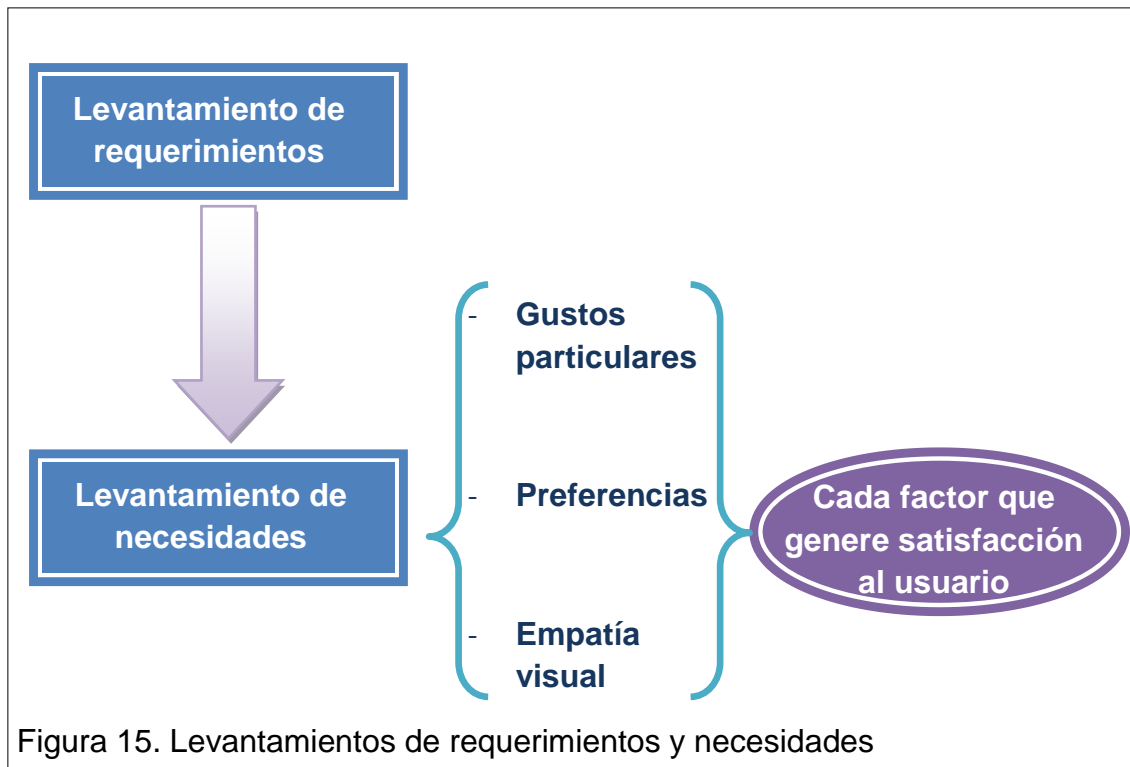 Levantamiento de
requerimientos
Levantamiento de
necesidades
- Gustos
particulares
- Preferencias
- Empatía
visual
Cada factor que
genere satisfacción
al usuario
Figura 15. Levantamientos de requerimientos y necesidades